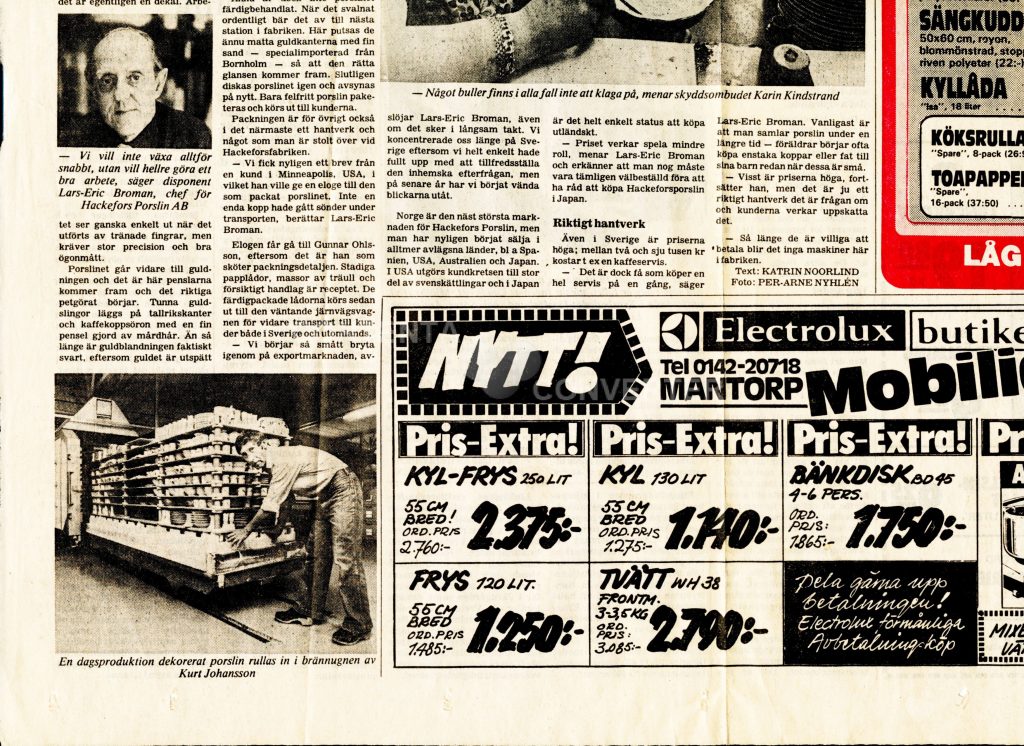 det är egentligen en dekal. Arbe-
— Vi vill inte växa alltför
snabbt, utan vill hellre göra ett
bra arbete, säger disponent
Lars-Eric Broman, chef för
Hackefors Porslin AB
tet ser ganska enkelt ut när det
utförts av tränade fingrar, men
kräver stor precision och bra
ögonmått.
Porslinet går vidare till guld-
ningen och det är här penslarna
kommer fram och det riktiga
petgörat börjar. Tunna guld-
slingor läggs på tallrikskanter
och kaffekoppsöron med en fin
pensel gjord av mårdhår. Än så
länge är guldblandningen faktiskt
svart, eftersom guldet är utspätt
färdigbehandlat. När det svalnat
ordentligt bär det av till nästa
station i fabriken. Här putsas de
ännu matta guldkanterna med fin
sand — specialimporterad från
Bornholm — så att den rätta
glansen kommer fram. Slutligen
diskas porslinet igen och avsynas
på nytt. Bara felfritt porslin pake-
teras och körs ut till kunderna.
Packningen är för övrigt också
i det närmaste ett hantverk och
något som man är stolt över vid
Hackeforsfabriken.
— Vi fick nyligen ett brev från
en kund i Minneapolis, USA, i
vilket han ville ge en eloge till den
som packat porslinet. Inte en
enda kopp hade gått sönder under
transporten, berättar Lars-Eric
Broman.
Elogen får gå till Gunnar Ohls-
son, eftersom det är han som
sköter packningsdetaljen. Stadiga
papplådor, massor av träull och
försiktigt handlag är receptet. De
färdigpackade lådorna körs sedan
ut till den väntande järnvägsvag-
nen för vidare transport till kun-
der både i Sverige och utomlands.
— Vi börjar så smått bryta
igenom på exportmarknaden, av-
En dagsproduktion dekorerat porslin rullas in i brännugnen av
Kurt Johansson
— Något buller finns i alla fall inte att klaga på, menar skyddsombudet Karin Kindstrand
slöjar Lars-Eric Broman, även
om det sker i långsam takt. Vi
koncentrerade oss länge på Sve-
rige eftersom vi helt enkelt hade
fullt upp med att tillfredsställa
den inhemska efterfrågan, men
på senare år har vi börjat vända
blickarna utåt.
Norge är den näst största mark-
naden för Hackefors Porslin, men
man har nyligen börjat sälja i
alltmer avlägsna länder, bl a Spa-
nien, USA, Australien och Japan.
I USA utgörs kundkretsen till stor
del av svenskättlingar och i Japan
är det helt enkelt status att köpa
utländskt.
— Priset verkar spela mindre
roll, menar Lars-Eric Broman
och erkänner att man nog måste
vara tämligen välbeställd föra att
ha råd att köpa Hackeforsporslin
i Japan.
Riktigt hantverk
Även i Sverige är priserna
höga; mellan två och sju tusen kr
kostar t ex en kaffeservis.
— Det är dock få som köper en
hel servis på en gång, säger
Lars-Eric Broman. Vanligast är
att man samlar porslin under en
längre tid — föräldrar börjar ofta
köpa enstaka koppar eller fat till
sina barn redan när dessa är små.
— Visst är priserna höga, fort-
sätter han, men det är ju ett
riktigt hantverk det är frågan om
och kunderna verkar uppskatta
det.
— Så länge de är villiga att
betala blir det inga maskiner här
i fabriken.
Text: KATRIN NOORLIND
Foto: PER-ARNE NYHLÉN
SÄNGKUDD
50x60 cm, rayon,
blommönstrad, stopp
riven polyeter (22:-)
KYLLÅDA
"Iss", 18 liter
KÖKSRULLA
"Spare", 8-pack (26:9
TOAPAPPE
"Spare",
16-pack (37:50)
LÅG
NYTT!
Electrolux butike
Tel 0142-20718
MANTORP
Mobili
CONVE
Pris-Extra!
KYL-FRYS 250 LIT
55 CM
BRED!
ORD. PRIS
2.760:-
2.375:-
Pris-Extra!
KYL 130 LIT
55 CM
BRED
ORD. PRIS
1.275:-
1.140:-
Pris-Extra!
BÄNKDISK BD 45
4-6 PERS.
ORD.
PRIS:
1865:-
1.750:-
Pr
FRYS 120 LIT.
55 CM
BRED
ORD. PRIS
1.485:-
1.250:-
TVÄTT WH 38
FRONTM.
3-3,5 KG
ORD.
PRIS:
3.085:-
2.790:-
Dela gärna upp
betalningen!
Electrolux förmånliga
Avbetalning-köp
MIXE
VA